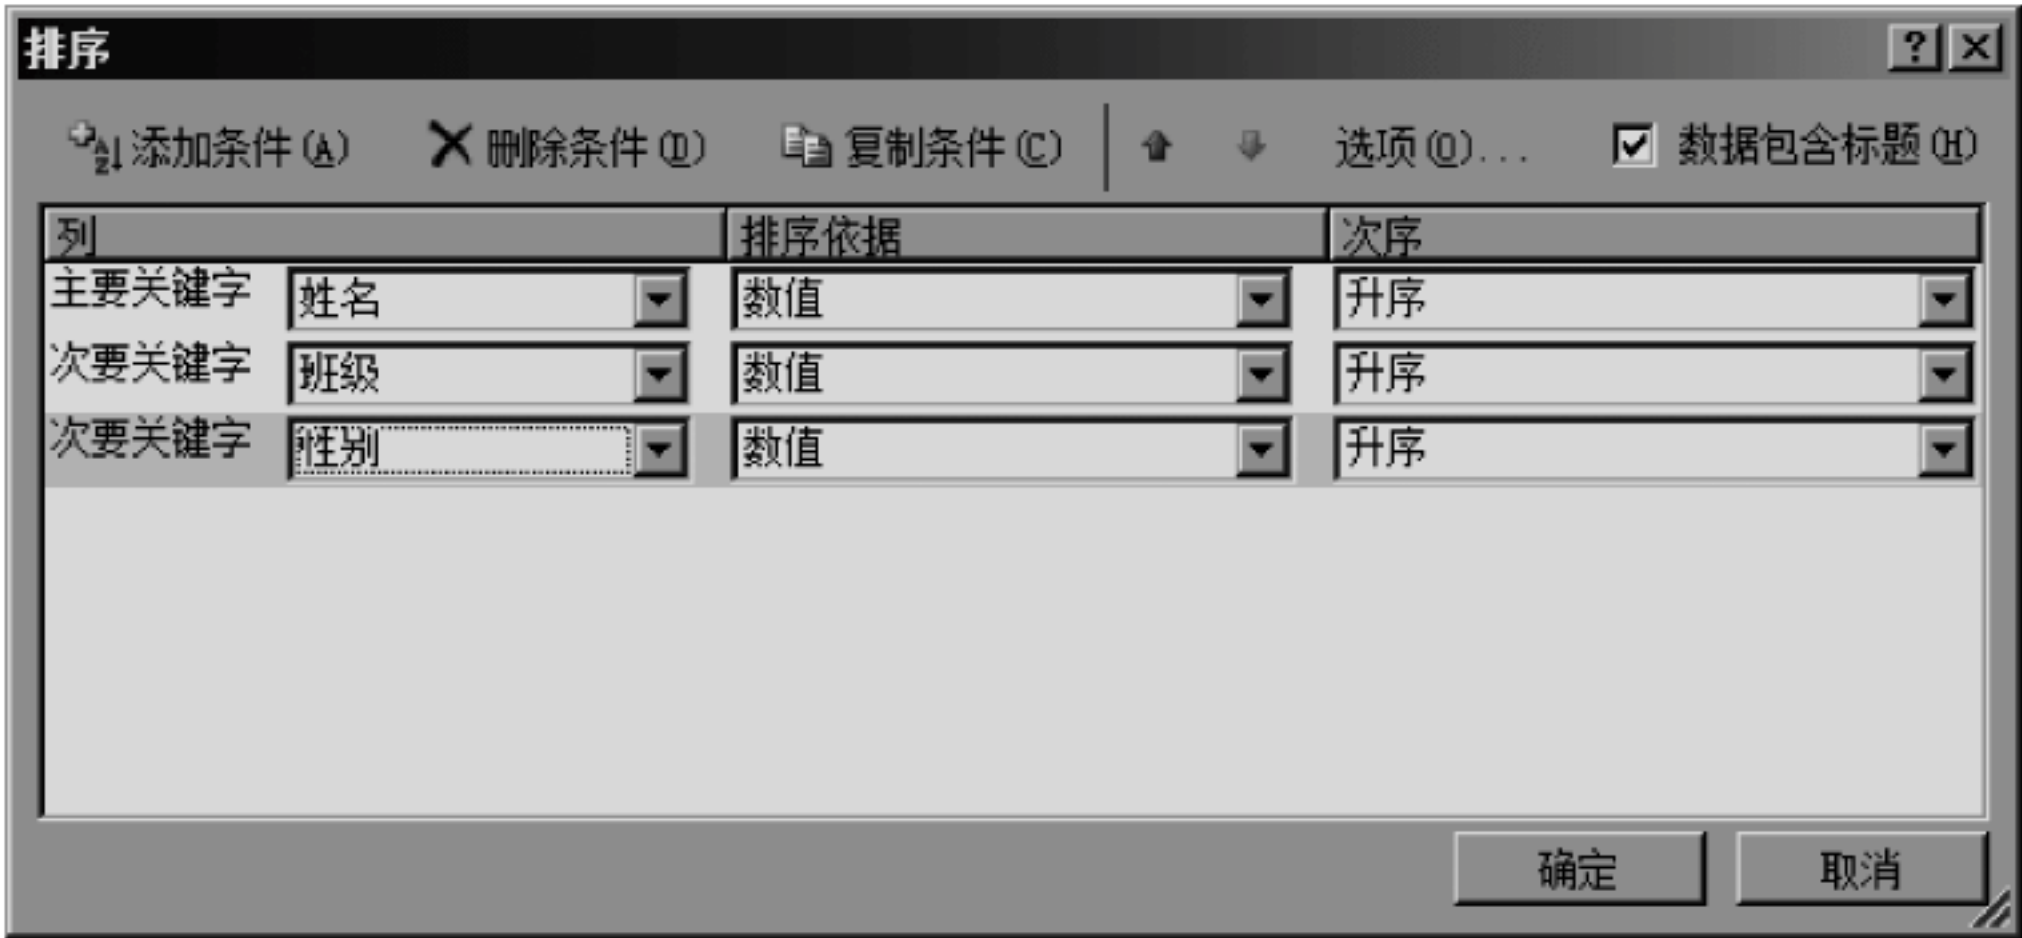 排序
添加条件(A) 删除条件(D) 复制条件(C) 选项(O)... 数据包含标题(H)
列 排序依据 次序
主要关键字 姓名 数值 升序
次要关键字 班级 数值 升序
次要关键字 性别 数值 升序
确定 取消